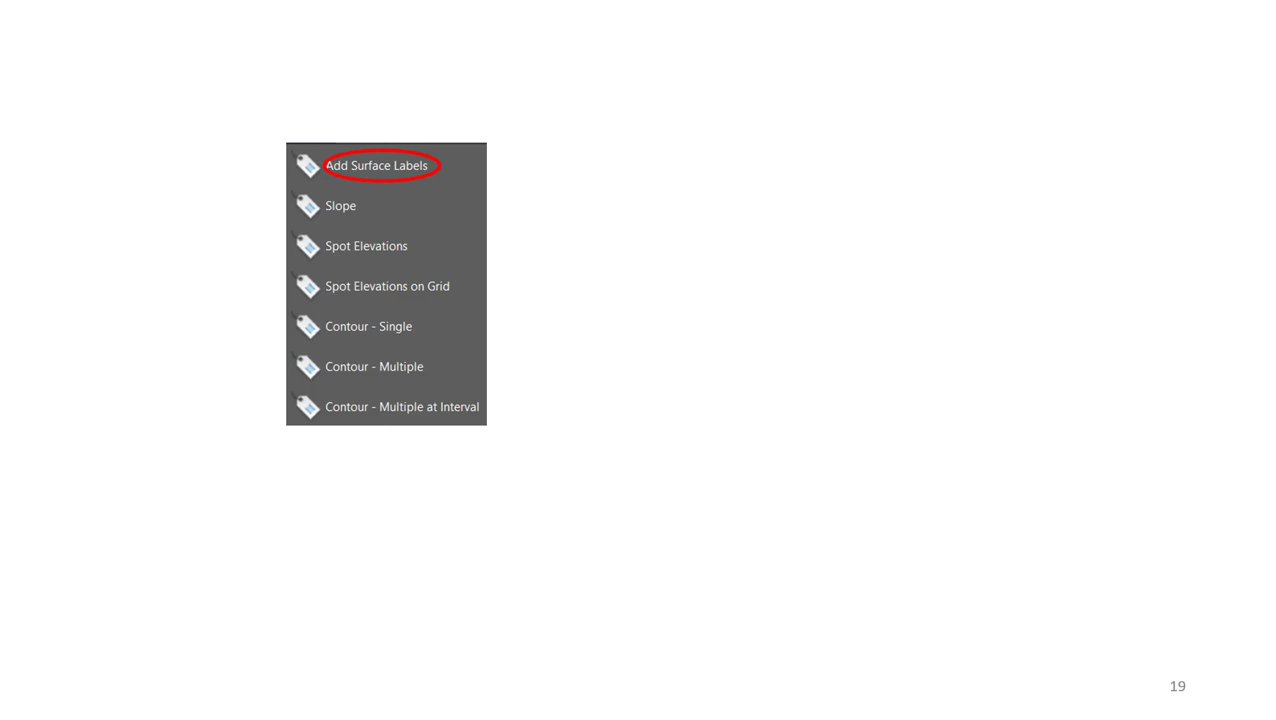 Add Surface Labels
Slope
Spot Elevations
Spot Elevations on Grid
Contour - Single
Contour - Multiple
Contour - Multiple at Interval
19